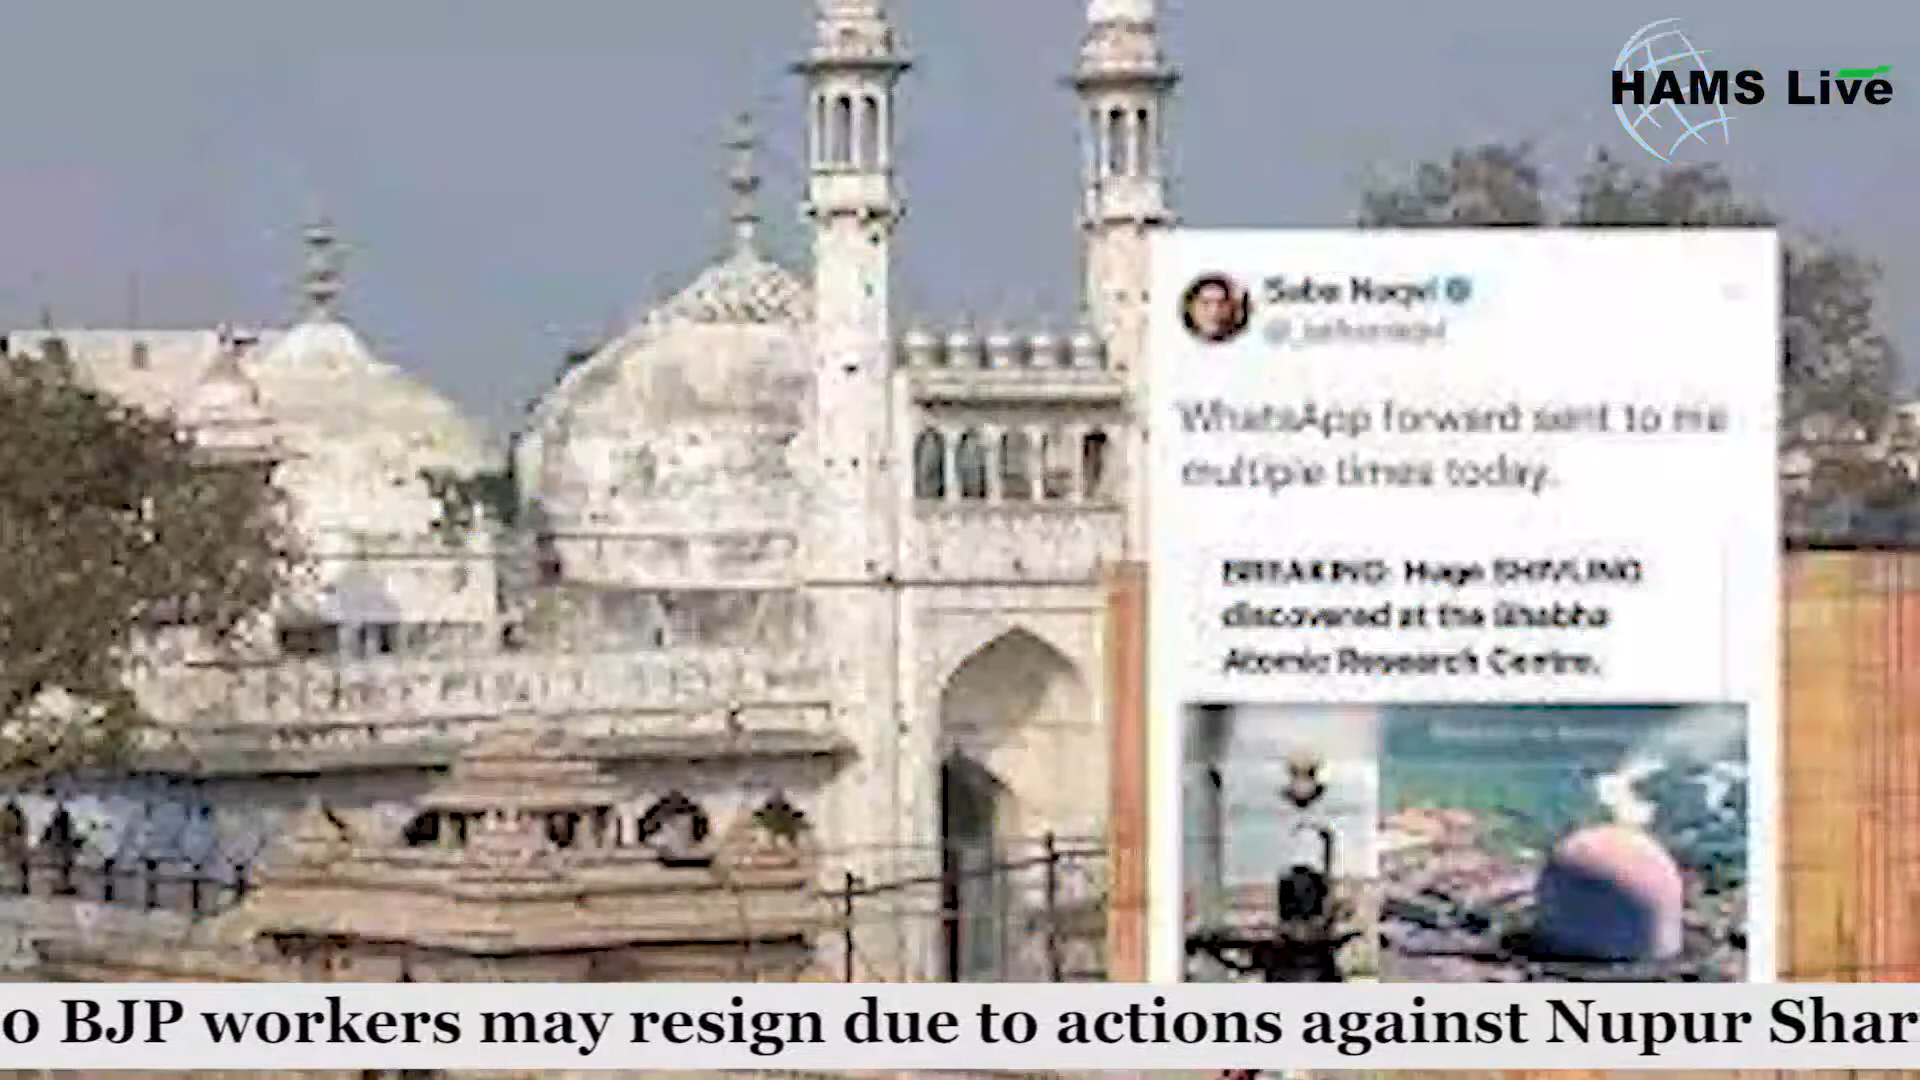 HAMS Live
Saba Naqvi
WhatsApp forward sent to me
multiple times today.
BREAKING: Huge SHIVLING
discovered at the Bhabha
Atomic Research Centre.
o BJP workers may resign due to actions against Nupur Shar